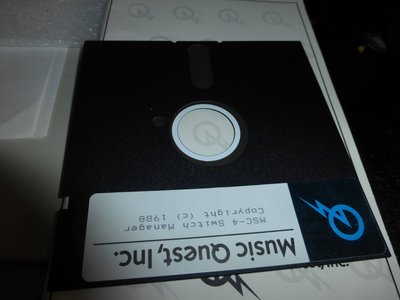 Music Quest, Inc.
MSC-4 Switch Manager
Copyright (c) 1988